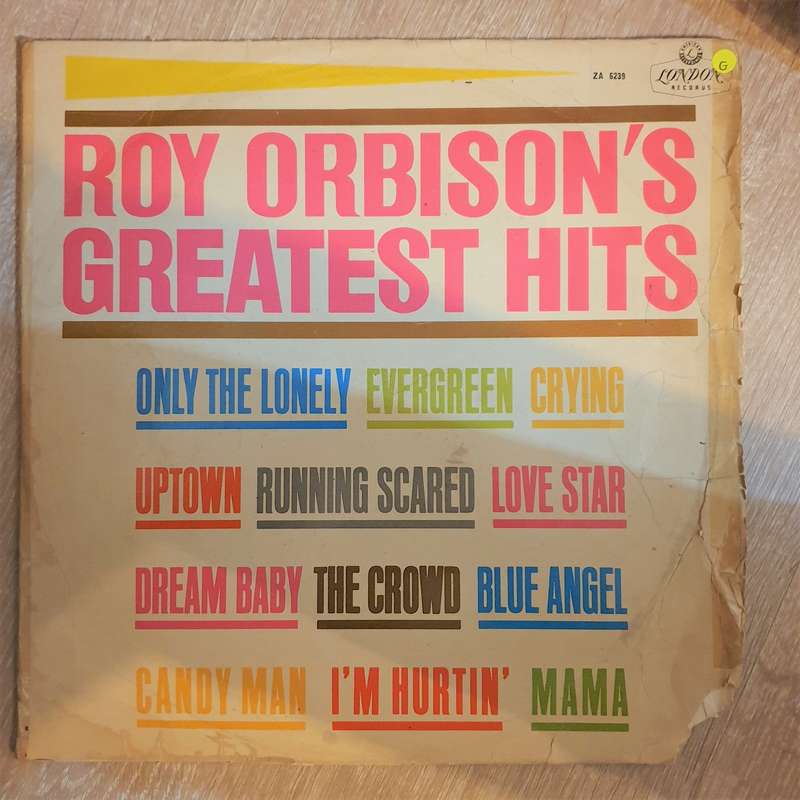 ZA 6239
LONDON
RECORDS
G
ROY ORBISON'S
GREATEST HITS
ONLY THE LONELY EVERGREEN CRYING
UPTOWN RUNNING SCARED LOVE STAR
DREAM BABY THE CROWD BLUE ANGEL
CANDY MAN I'M HURTIN' MAMA